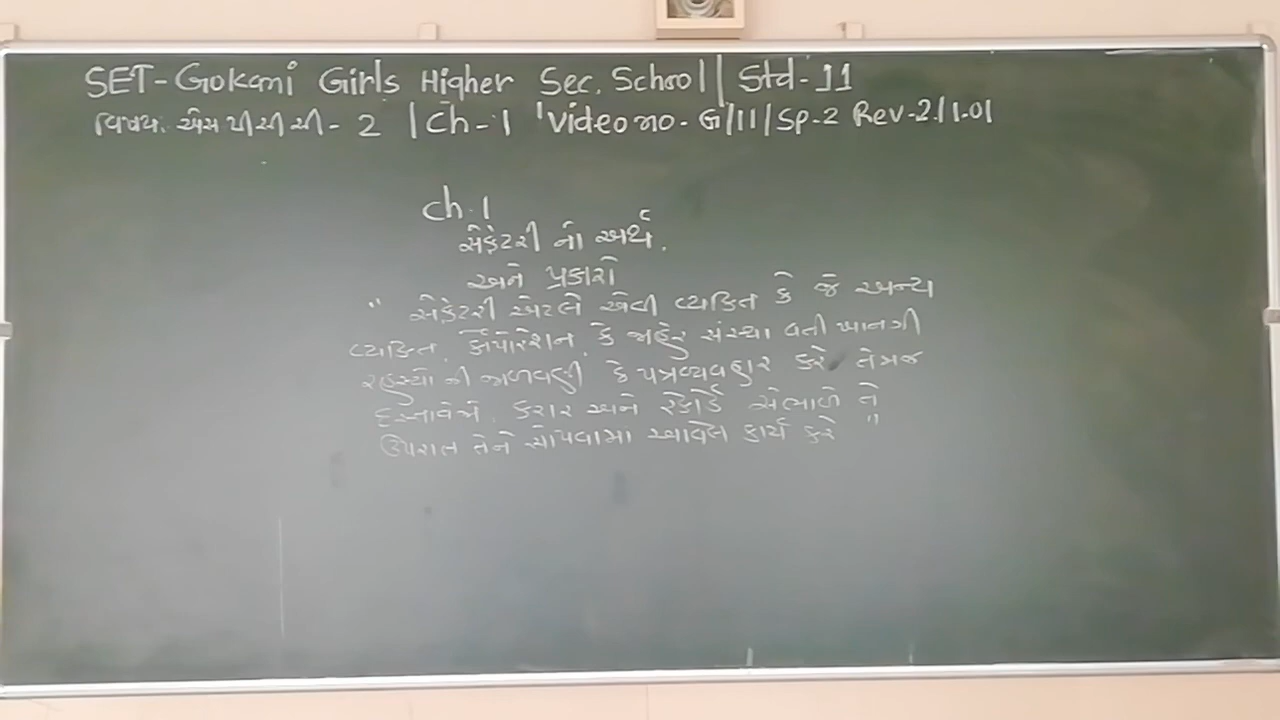 SET-Gokani Girls Higher Sec. School | Std-11
વિષય: એસ પી સી સી - 2 | Ch-1 | Video no. G/11/Sp-2 Rev-2/1.01
ch.1
સેક્રેટરી નો અર્થ.
અને પ્રકારો
" સેક્રેટરી એટલે એવી વ્યકિત કે જે અન્ય
વ્યકિત, કોર્પોરેશન, કે જાહેર સંસ્થા વતી ખાનગી
રહસ્યો ની જાળવણી કે પત્રવ્યવહાર કરે તેમજ
દસ્તાવેજો, કરાર અને રેકોર્ડ સંભાળે તે
ઉપરાંત તેને સોંપવામાં આવેલ કાર્ય કરે "